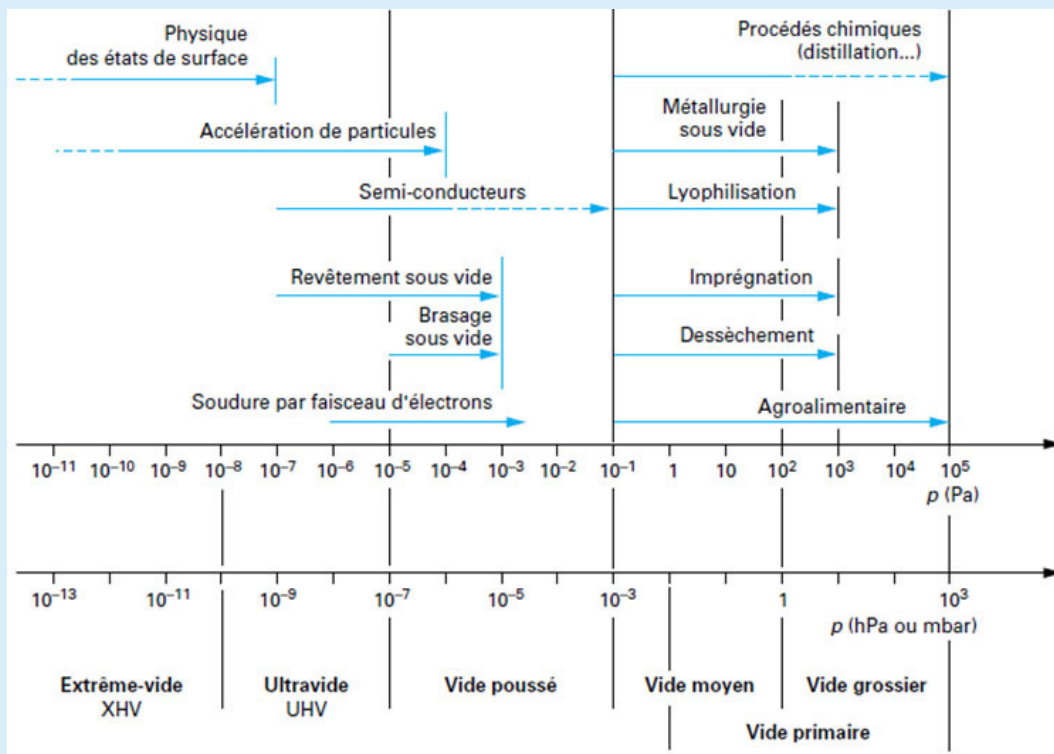 Physique
des états de surface
Procédés chimiques
(distillation...)
Accélération de particules
Métallurgie
sous vide
Semi-conducteurs
Lyophilisation
Revêtement sous vide
Imprégnation
Brasage
sous vide
Dessèchement
Soudure par faisceau d'électrons
Agroalimentaire
10⁻¹¹ 10⁻¹⁰ 10⁻⁹ 10⁻⁸ 10⁻⁷ 10⁻⁶ 10⁻⁵ 10⁻⁴ 10⁻³ 10⁻² 10⁻¹ 1 10 10² 10³ 10⁴ 10⁵
p (Pa)
10⁻¹³ 10⁻¹¹ 10⁻⁹ 10⁻⁷ 10⁻⁵ 10⁻³ 1 10³
p (hPa ou mbar)
Extrême-vide
XHV
Ultravide
UHV
Vide poussé
Vide moyen
Vide grossier
Vide primaire